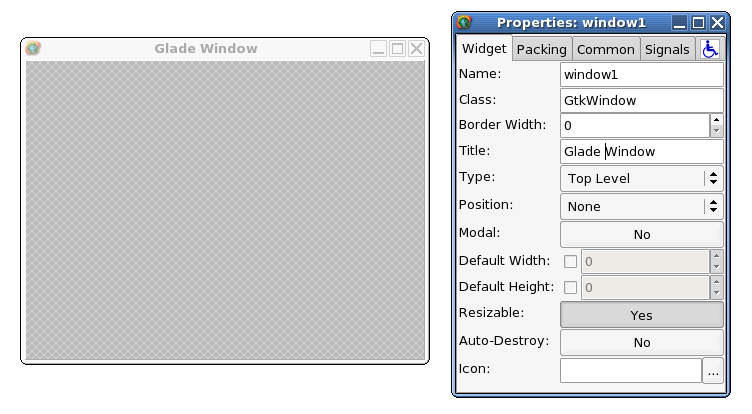 Glade Window
Properties: window1
Widget Packing Common Signals
Name: window1
Class: GtkWindow
Border Width: 0
Title: Glade Window
Type: Top Level
Position: None
Modal: No
Default Width: 0
Default Height: 0
Resizable: Yes
Auto-Destroy: No
Icon: ...